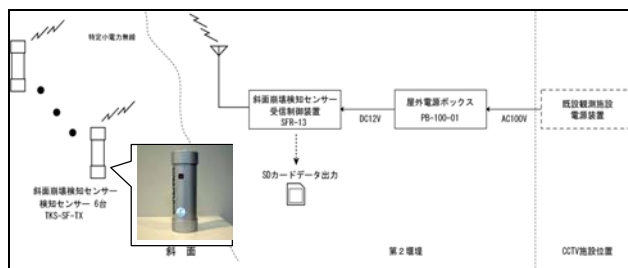 特定小電力無線
斜面崩壊検知センサー
受信制御装置
SFR-13
DC12V
屋外電源ボックス
PB-100-01
AC100V
既設観測施設
電源装置
SDカードデータ出力
斜面崩壊検知センサー
検知センサー 6台
TKS-SF-TX
斜 面
第2堰堤
CCTV施設位置